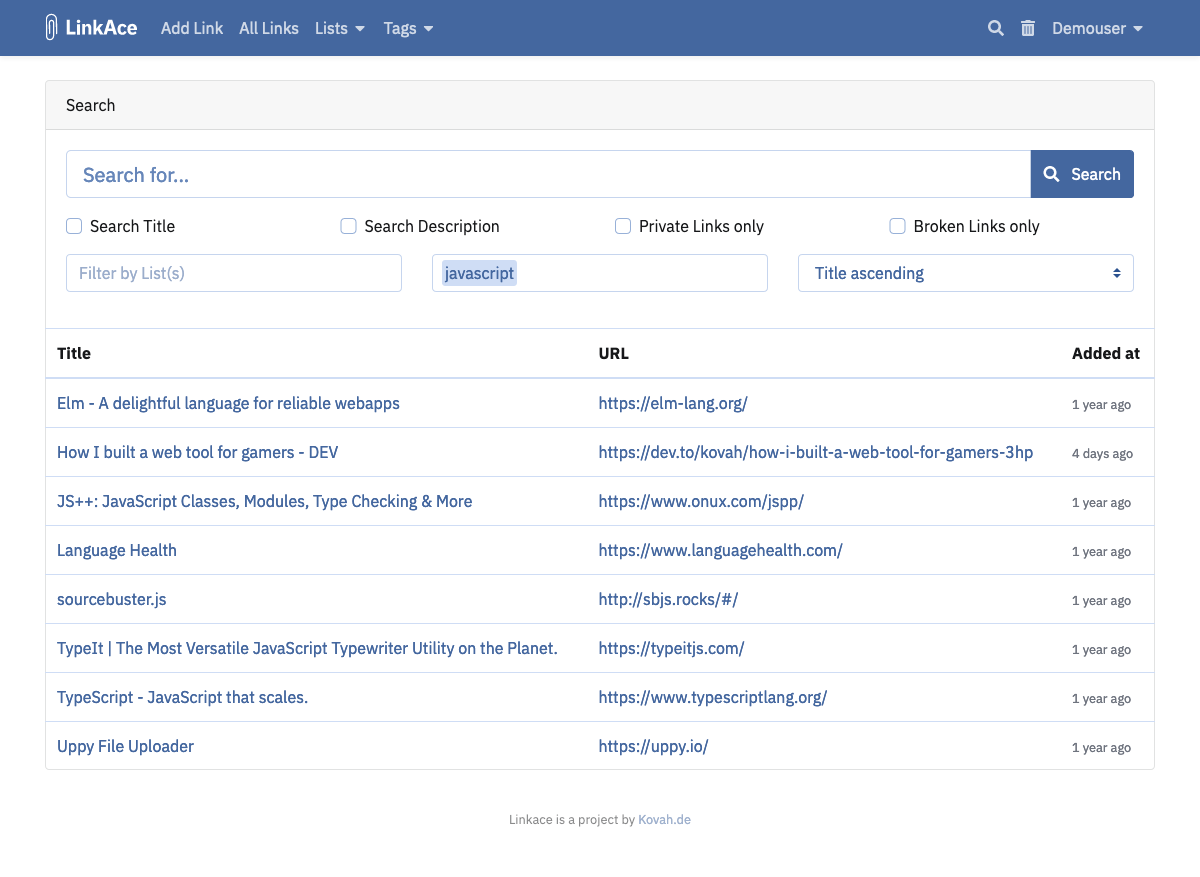 LinkAce Add Link All Links Lists Tags Demouser
Search
Search for... Search
Search Title Search Description Private Links only Broken Links only
Filter by List(s) javascript Title ascending
Title URL Added at
Elm - A delightful language for reliable webapps https://elm-lang.org/ 1 year ago
How I built a web tool for gamers - DEV https://dev.to/kovah/how-i-built-a-web-tool-for-gamers-3hp 4 days ago
JS++: JavaScript Classes, Modules, Type Checking & More https://www.onux.com/jspp/ 1 year ago
Language Health https://www.languagehealth.com/ 1 year ago
sourcebuster.js http://sbjs.rocks/#/ 1 year ago
TypeIt | The Most Versatile JavaScript Typewriter Utility on the Planet. https://typeitjs.com/ 1 year ago
TypeScript - JavaScript that scales. https://www.typescriptlang.org/ 1 year ago
Uppy File Uploader https://uppy.io/ 1 year ago
Linkace is a project by Kovah.de